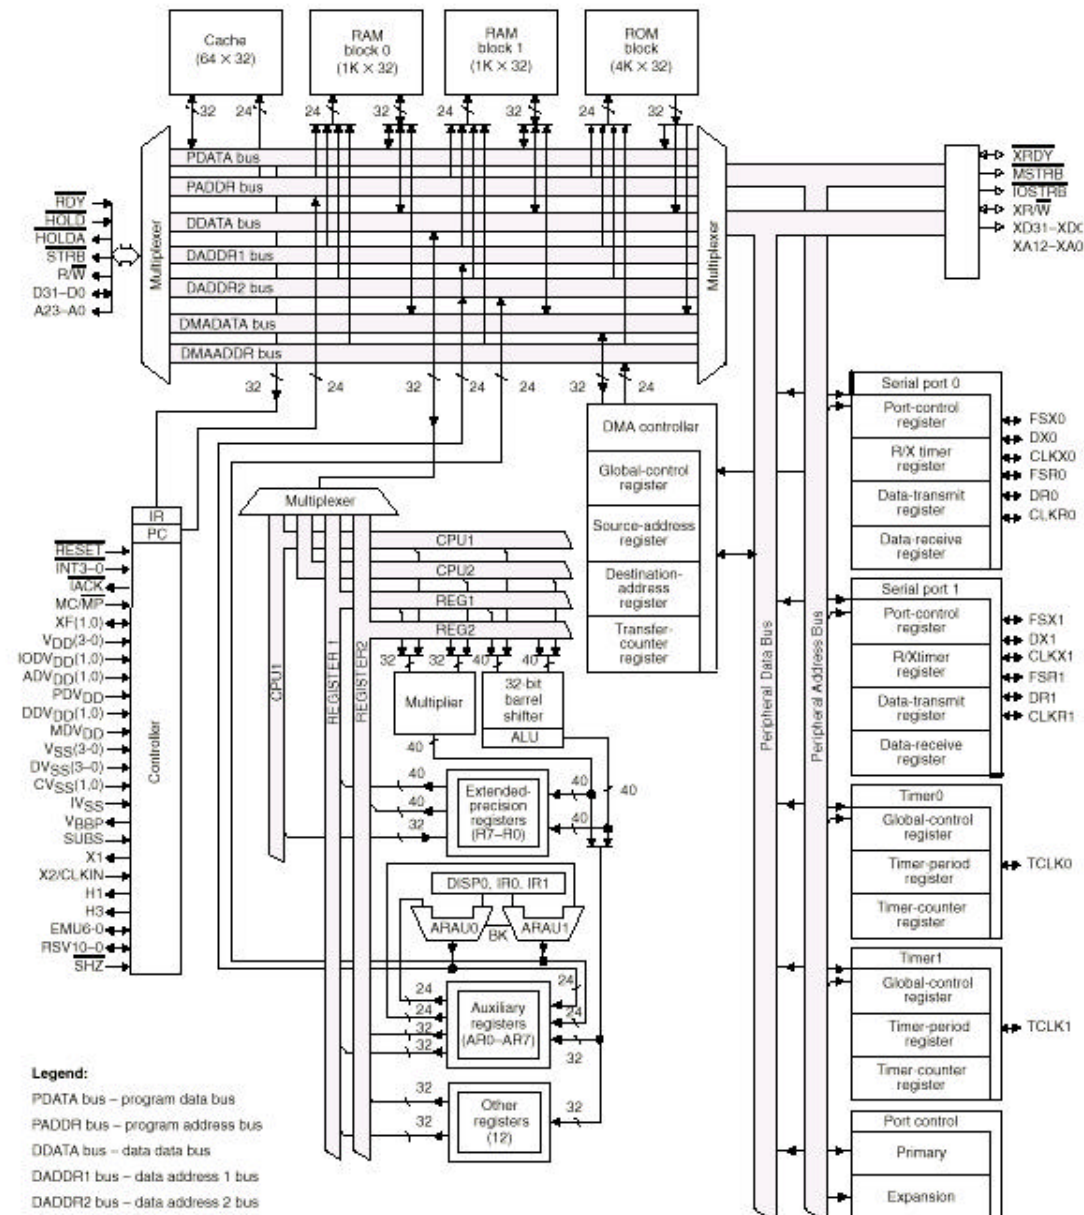 Cache
(64 × 32)
RAM
block 0
(1K × 32)
RAM
block 1
(1K × 32)
ROM
block
(4K × 32)
32
24
24
32
24
32
24
32
PDATA bus
PADDR bus
DDATA bus
DADDR1 bus
DADDR2 bus
DMADATA bus
DMAADDR bus
Multiplexer
Multiplexer
RDY
HOLD
HOLDA
STRB
R/W
D31–D0
A23–A0
XRDY
MSTRB
IOSTRB
XR/W
XD31–XD0
XA12–XA0
32
24
32
24
24
32
24
IR
PC
Controller
RESET
INT3–0
IACK
MC/MP
XF(1,0)
VDD(3-0)
IODVDD(1,0)
ADVDD(1,0)
PDVDD
DDVDD(1,0)
MDVDD
VSS(3-0)
DVSS(3–0)
CVSS(1,0)
IVSS
VBBP
SUBS
X1
X2/CLKIN
H1
H3
EMU6-0
RSV10–0
SHZ
Multiplexer
CPU1
CPU2
REG1
REG2
CPU1
REGISTER 1
REGISTER2
32
32
40
40
Multiplier
32-bit
barrel
shifter
ALU
40
40
40
40
32
40
40
Extended-
precision
registers
(R7–R0)
DISP0, IR0, IR1
ARAU0
BK
ARAU1
24
24
32
32
24
24
32
Auxiliary
registers
(AR0–AR7)
32
32
32
Other
registers
(12)
DMA controller
Global-control
register
Source-address
register
Destination-
address
register
Transfer-
counter
register
Peripheral Data Bus
Peripheral Address Bus
Serial port 0
Port-control
register
R/X timer
register
Data-transmit
register
Data-receive
register
FSX0
DX0
CLKX0
FSR0
DR0
CLKR0
Serial port 1
Port-control
register
R/Xtimer
register
Data-transmit
register
Data-receive
register
FSX1
DX1
CLKX1
FSR1
DR1
CLKR1
Timer0
Global-control
register
Timer-period
register
Timer-counter
register
TCLK0
Timer1
Global-control
register
Timer-period
register
Timer-counter
register
TCLK1
Port control
Primary
Expansion
Legend:
PDATA bus – program data bus
PADDR bus – program address bus
DDATA bus – data data bus
DADDR1 bus – data address 1 bus
DADDR2 bus – data address 2 bus